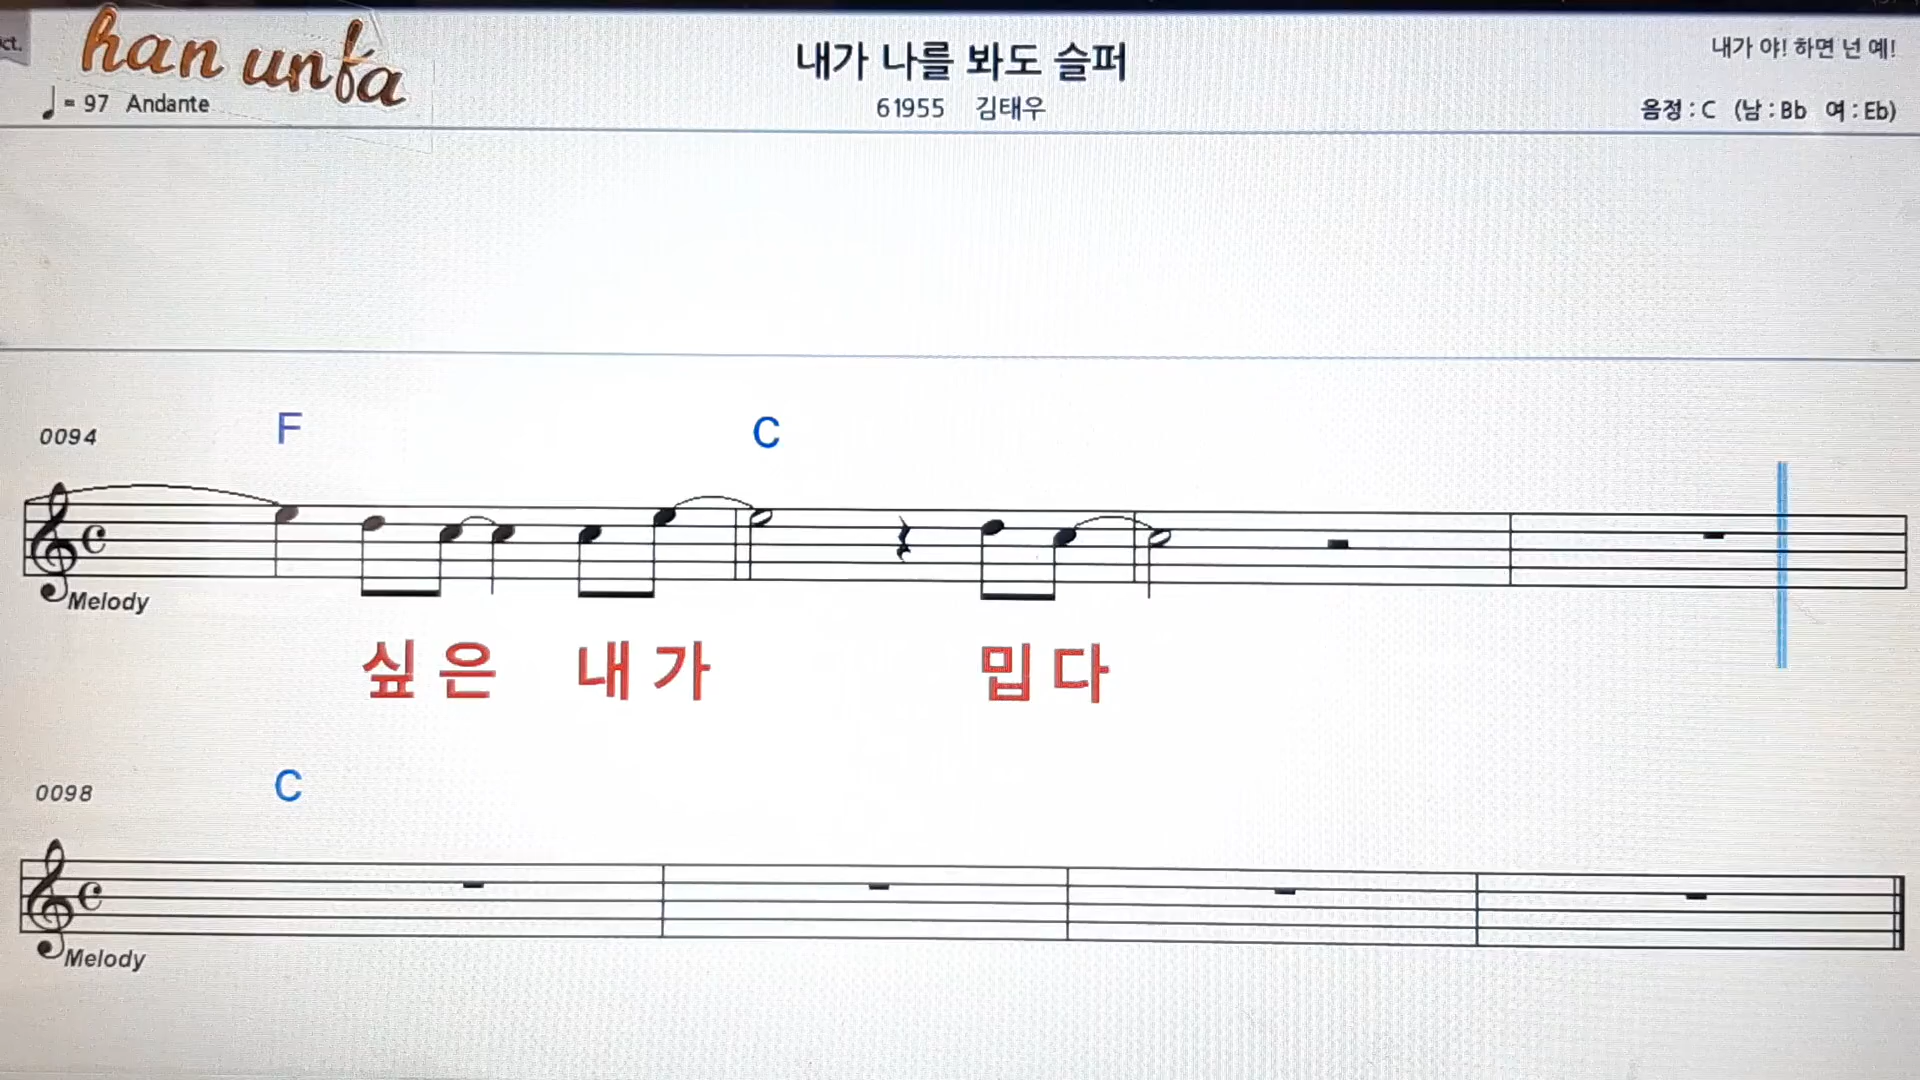 ct.
han unfa
내가 나를 봐도 슬퍼
내가 야! 하면 넌 예!
♩ = 97 Andante
61955 김태우
음정 : C (남 : Bb 여 : Eb)
0094
F C
Melody
싶은 내가 밉다
0098
C
Melody